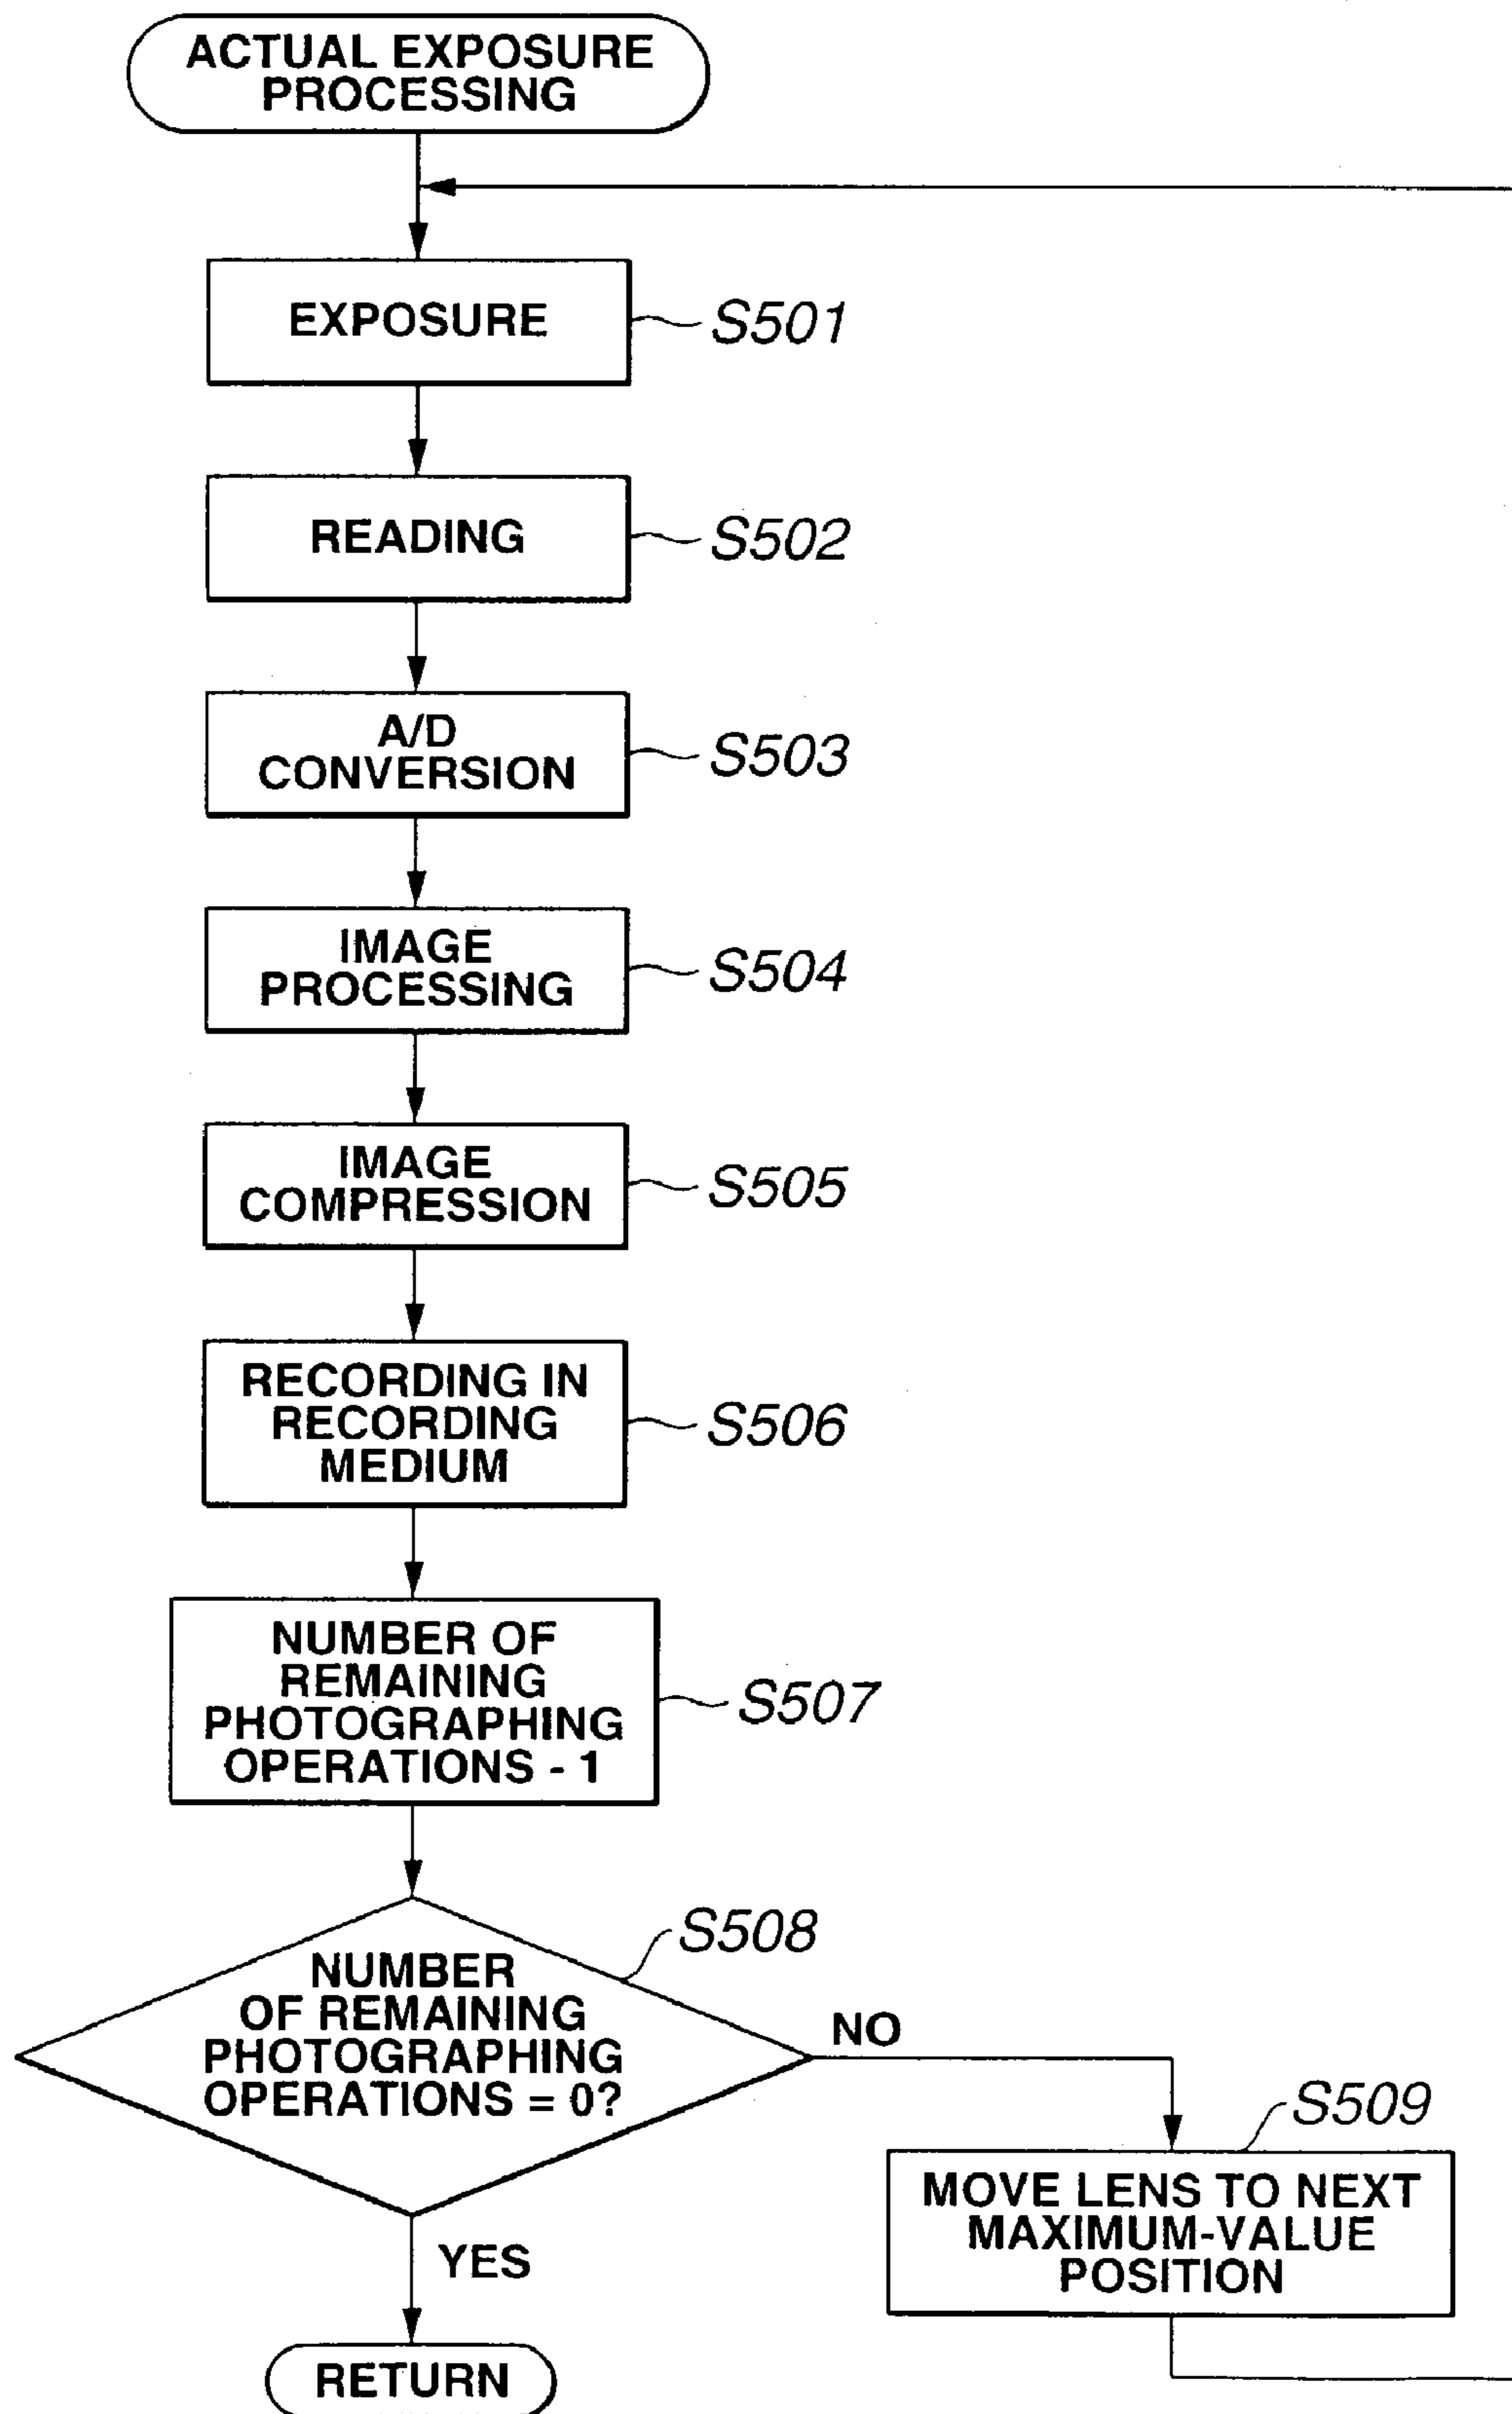 ACTUAL EXPOSURE
PROCESSING
EXPOSURE
S501
READING
S502
A/D
CONVERSION
S503
IMAGE
PROCESSING
S504
IMAGE
COMPRESSION
S505
RECORDING IN
RECORDING
MEDIUM
S506
NUMBER OF
REMAINING
PHOTOGRAPHING
OPERATIONS - 1
S507
S508
NUMBER
OF REMAINING
PHOTOGRAPHING
OPERATIONS = 0?
NO
S509
MOVE LENS TO NEXT
MAXIMUM-VALUE
POSITION
YES
RETURN